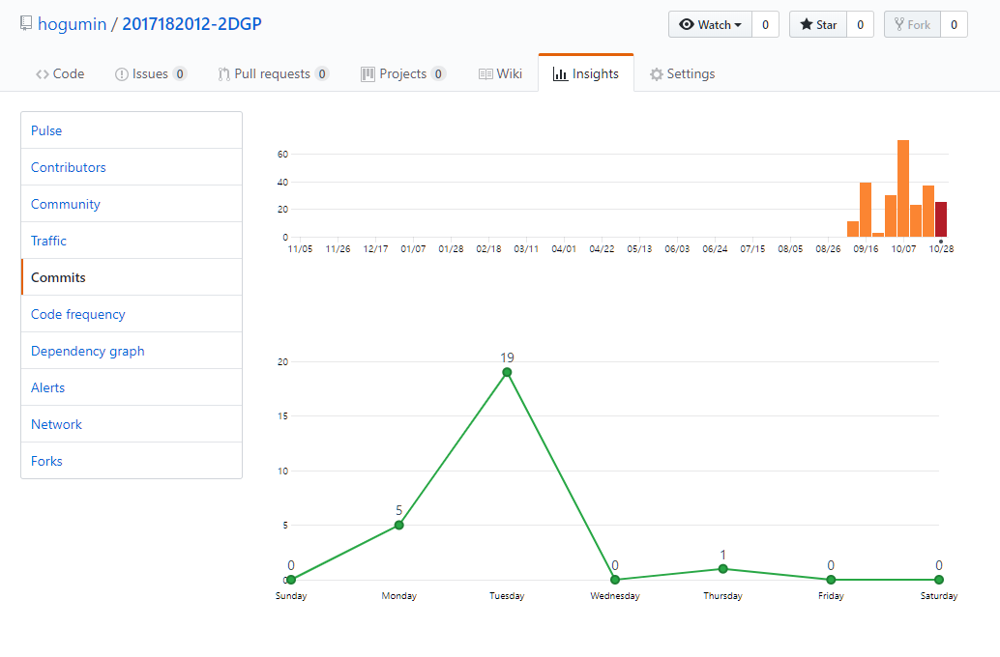 hogumin / 2017182012-2DGP
Watch 0 Star 0 Fork 0
Code Issues 0 Pull requests 0 Projects 0 Wiki Insights Settings
Pulse
Contributors
Community
Traffic
Commits
Code frequency
Dependency graph
Alerts
Network
Forks
60
40
20
0
11/05 11/26 12/17 01/07 01/28 02/18 03/11 04/01 04/22 05/13 06/03 06/24 07/15 08/05 08/26 09/16 10/07 10/28
20
15
10
5
0
0 5 19 0 1 0 0
Sunday Monday Tuesday Wednesday Thursday Friday Saturday